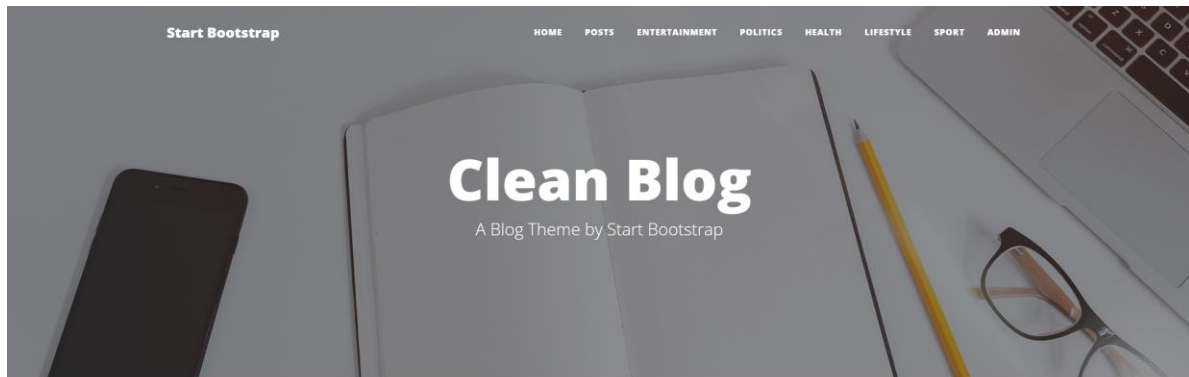 Start Bootstrap
HOME POSTS ENTERTAINMENT POLITICS HEALTH LIFESTYLE SPORT ADMIN
Clean Blog
A Blog Theme by Start Bootstrap